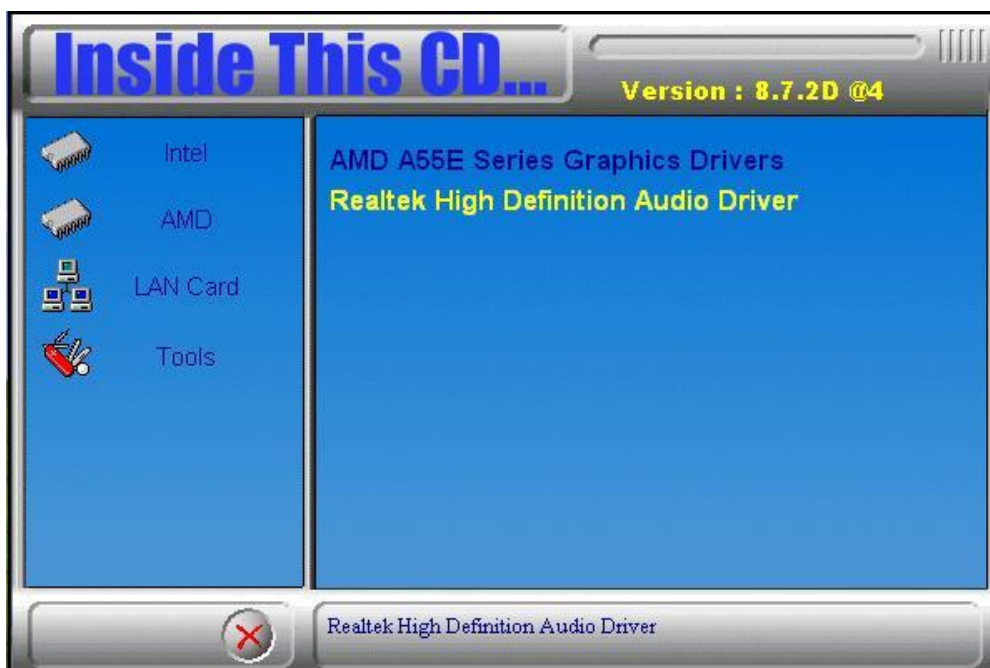 Inside This CD...
Version : 8.7.2D @4
Intel
AMD
LAN Card
Tools
AMD A55E Series Graphics Drivers
Realtek High Definition Audio Driver
Realtek High Definition Audio Driver